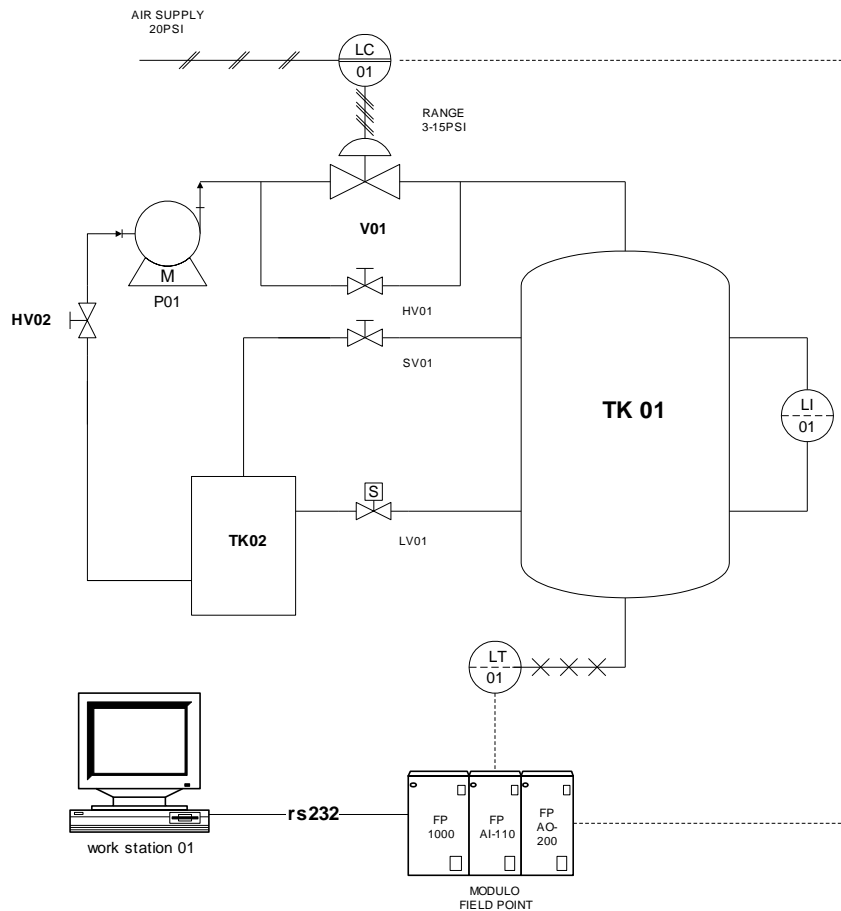 AIR SUPPLY
20PSI
LC
01
RANGE
3-15PSI
V01
M
P01
HV01
HV02
SV01
TK 01
LI
01
S
TK02
LV01
LT
01
rs232
FP
1000
FP
AI-110
FP
AO-
200
work station 01
MODULO
FIELD POINT